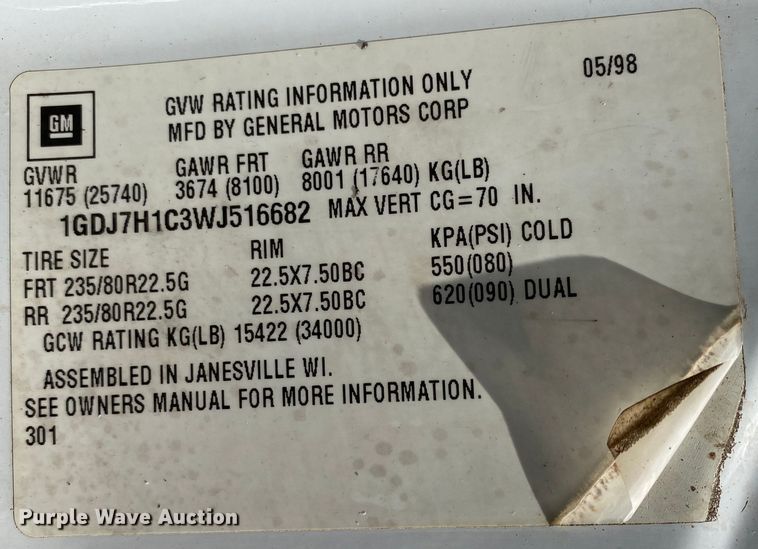 05/98
GM
GVW RATING INFORMATION ONLY
MFD BY GENERAL MOTORS CORP
GVWR GAWR FRT GAWR RR
11675 (25740) 3674 (8100) 8001 (17640) KG(LB)
1GDJ7H1C3WJ516682 MAX VERT CG=70 IN.
TIRE SIZE RIM KPA(PSI) COLD
FRT 235/80R22.5G 22.5X7.50BC 550(080)
RR 235/80R22.5G 22.5X7.50BC 620(090) DUAL
GCW RATING KG(LB) 15422 (34000)
ASSEMBLED IN JANESVILLE WI.
SEE OWNERS MANUAL FOR MORE INFORMATION.
301
Purple Wave Auction